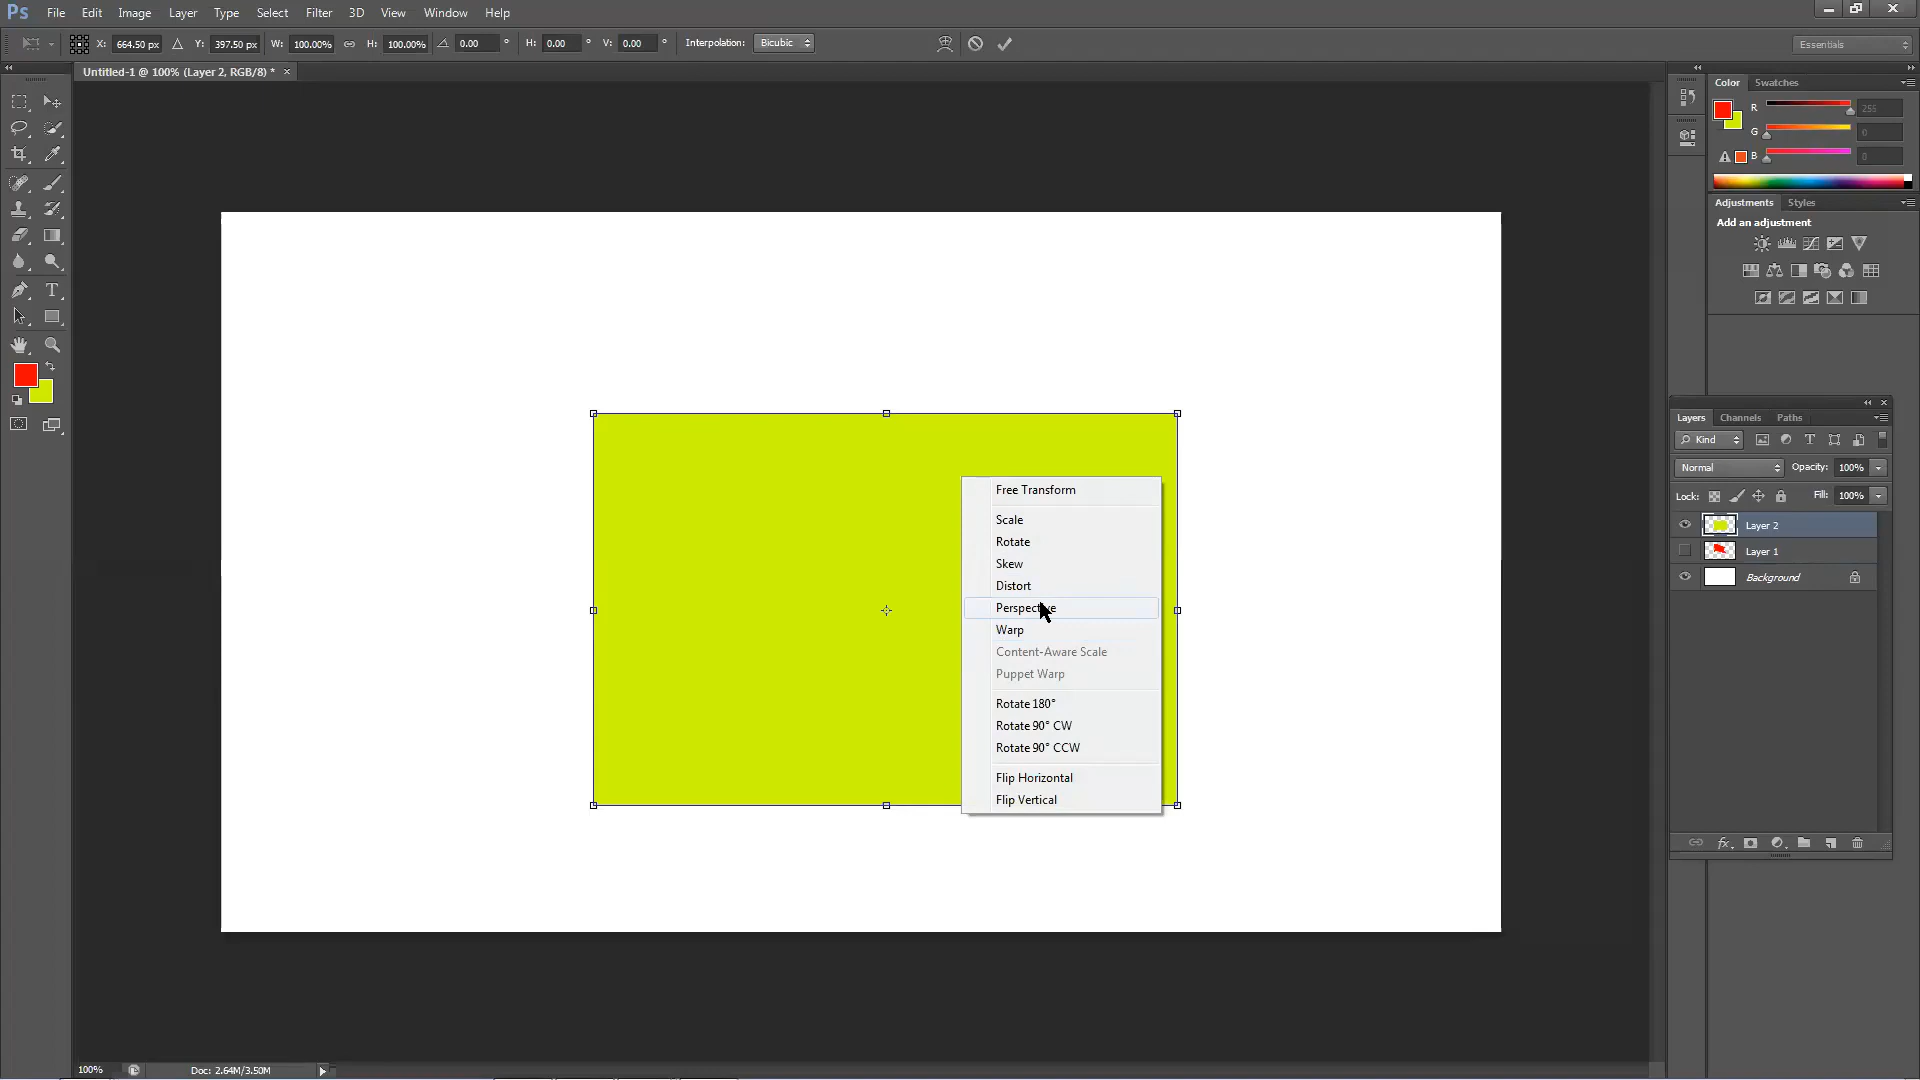 Ps File Edit Image Layer Type Select Filter 3D View Window Help
X: 664.50 px Y: 397.50 px W: 100.00% H: 100.00% 0.00 ° H: 0.00 ° V: 0.00 ° Interpolation: Bicubic Essentials
Untitled-1 @ 100% (Layer 2, RGB/8) * ×
Color Swatches
R 255
G 0
B 0
Adjustments Styles
Add an adjustment
Free Transform
Scale
Rotate
Skew
Distort
Perspective
Warp
Content-Aware Scale
Puppet Warp
Rotate 180°
Rotate 90° CW
Rotate 90° CCW
Flip Horizontal
Flip Vertical
Layers Channels Paths
Kind
Normal Opacity: 100%
Lock: Fill: 100%
Layer 2
Layer 1
Background
100% Doc: 2.64M/3.50M